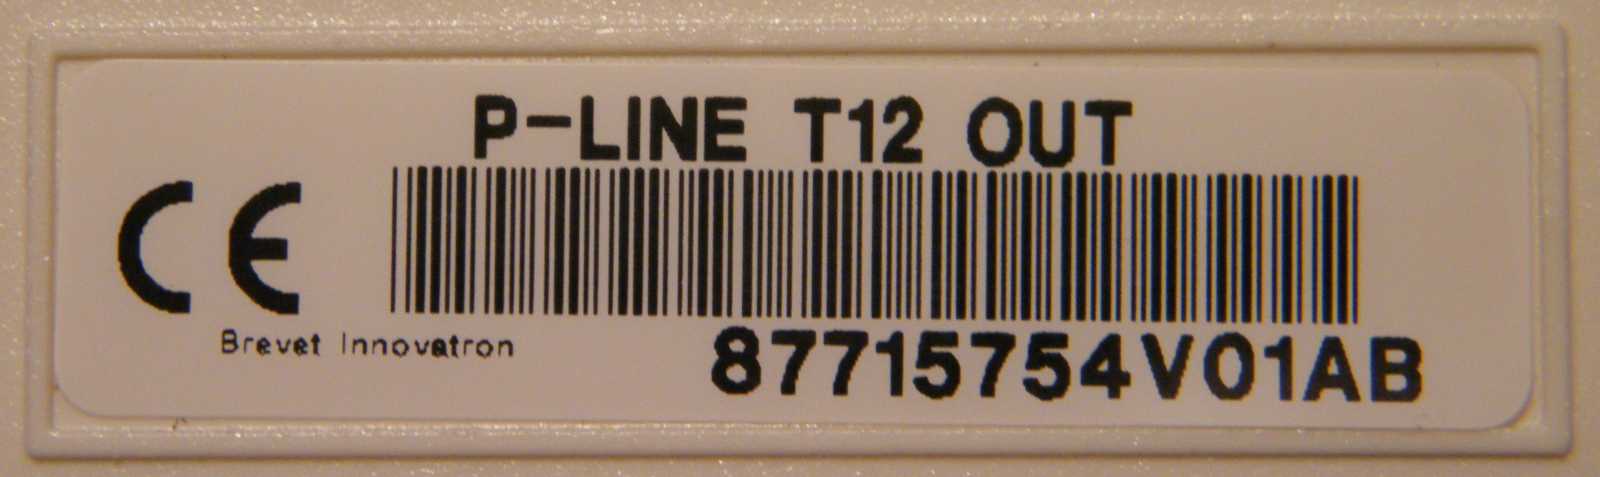 P-LINE T12 OUT
CE
Brevet Innovatron
87715754V01AB